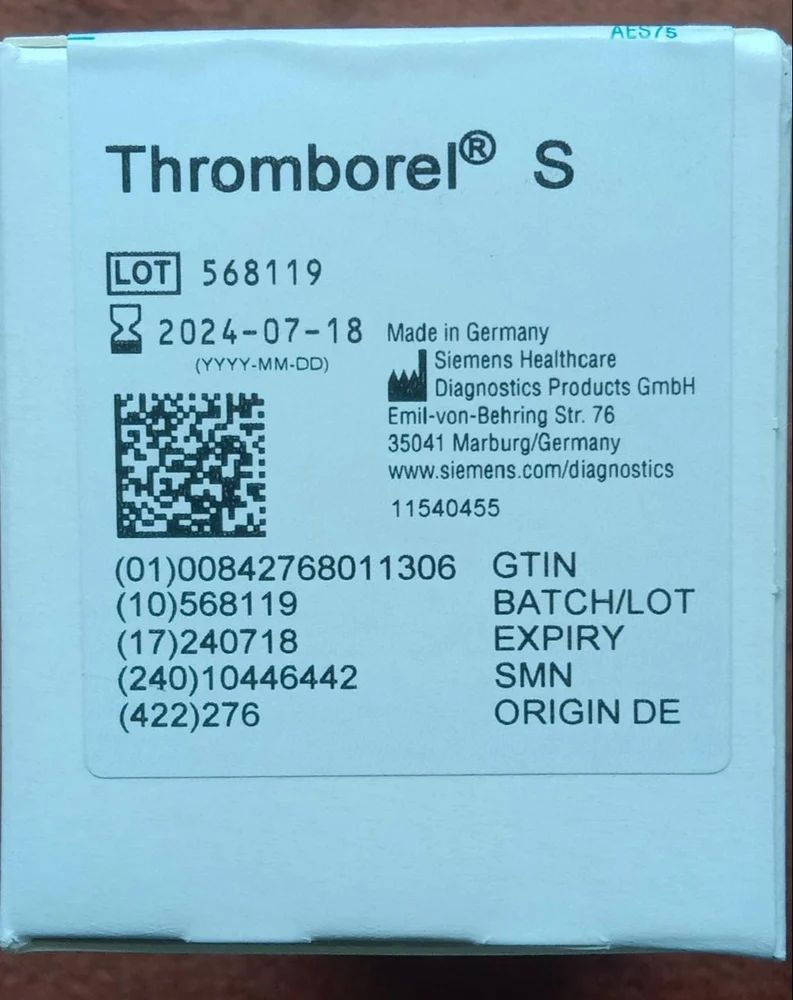 AES75
Thromborel® S
LOT 568119
2024-07-18
(YYYY-MM-DD)
Made in Germany
Siemens Healthcare
Diagnostics Products GmbH
Emil-von-Behring Str. 76
35041 Marburg/Germany
www.siemens.com/diagnostics
11540455
(01)00842768011306 GTIN
(10)568119 BATCH/LOT
(17)240718 EXPIRY
(240)10446442 SMN
(422)276 ORIGIN DE